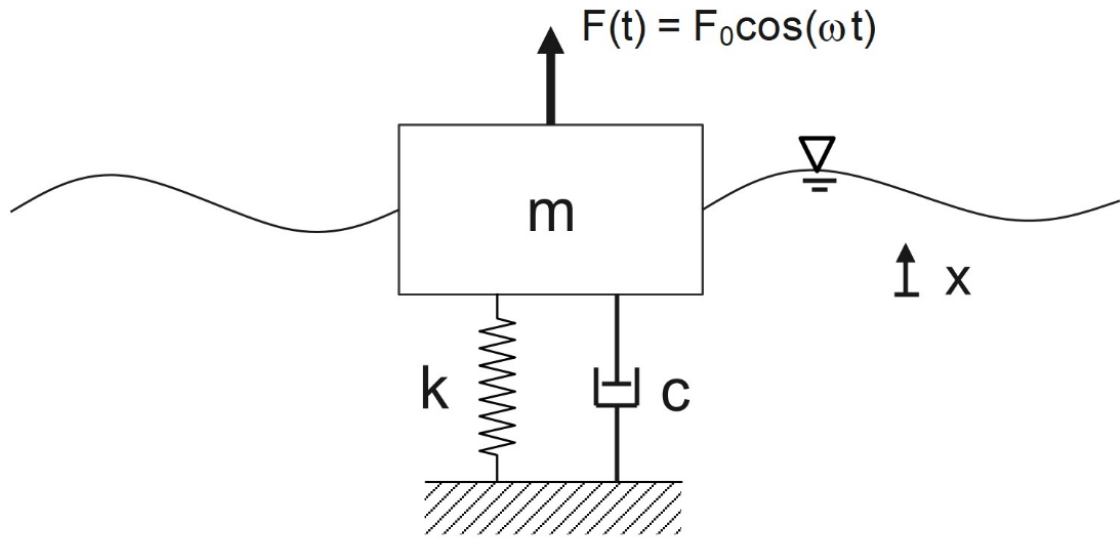 F(t) = F₀cos(ωt)
m
x
k
c